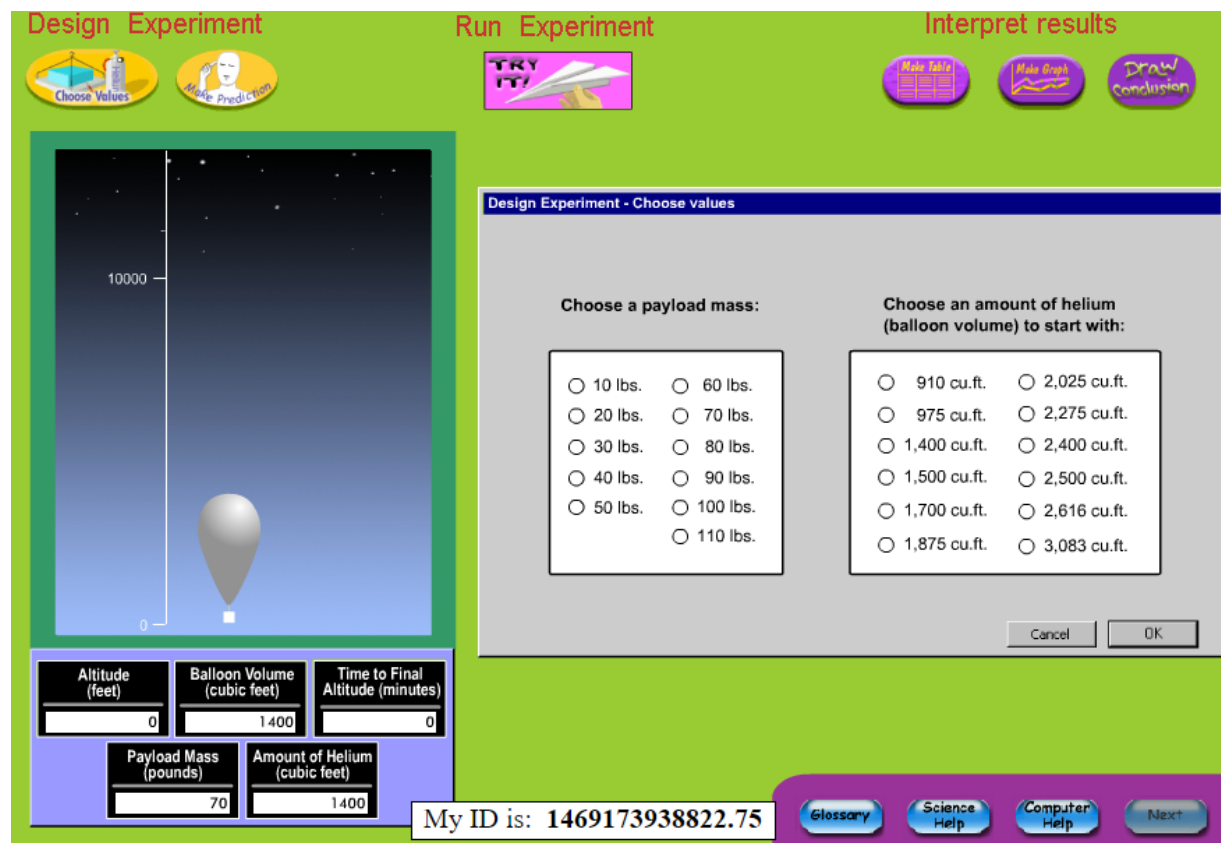 Design Experiment
Run Experiment
Interpret results
Choose Values
Helium
Make Prediction
TRY
IT!
Make Table
Make Graph
Draw
Conclusion
10000
0
Design Experiment - Choose values
Choose a payload mass:
10 lbs.
20 lbs.
30 lbs.
40 lbs.
50 lbs.
60 lbs.
70 lbs.
80 lbs.
90 lbs.
100 lbs.
110 lbs.
Choose an amount of helium
(balloon volume) to start with:
910 cu.ft.
975 cu.ft.
1,400 cu.ft.
1,500 cu.ft.
1,700 cu.ft.
1,875 cu.ft.
2,025 cu.ft.
2,275 cu.ft.
2,400 cu.ft.
2,500 cu.ft.
2,616 cu.ft.
3,083 cu.ft.
Cancel
OK
Altitude
(feet)
0
Balloon Volume
(cubic feet)
1400
Time to Final
Altitude (minutes)
0
Payload Mass
(pounds)
70
Amount of Helium
(cubic feet)
1400
My ID is: 1469173938822.75
Glossary
Science
Help
Computer
Help
Next